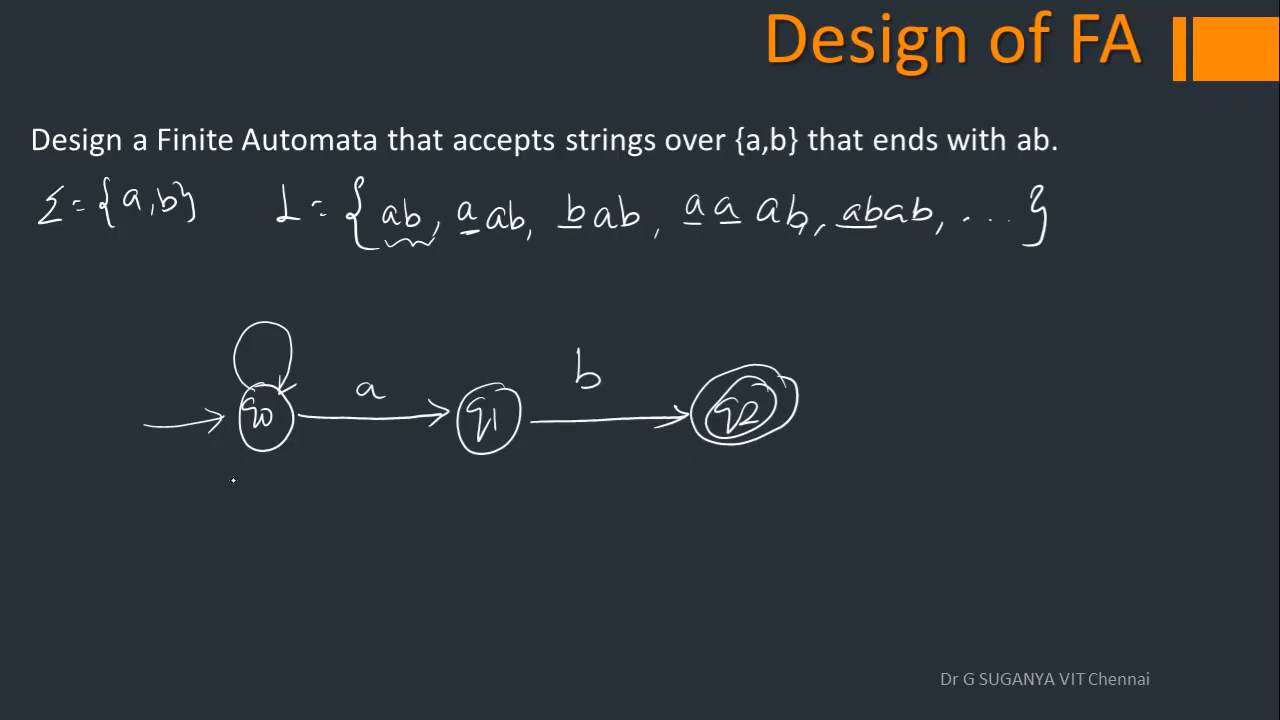 Design of FA
Design a Finite Automata that accepts strings over {a,b} that ends with ab.
Σ = {a,b} L = {ab, aab, bab, aaab, abab, ...}
a b
q0 q1 q2
Dr G SUGANYA VIT Chennai